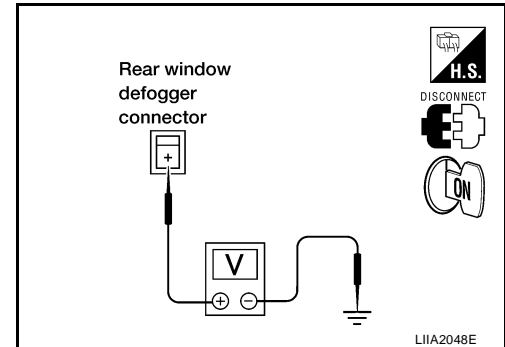 Rear window
defogger
connector
+
H.S.
DISCONNECT
ON
V
+ −
LIIA2048E